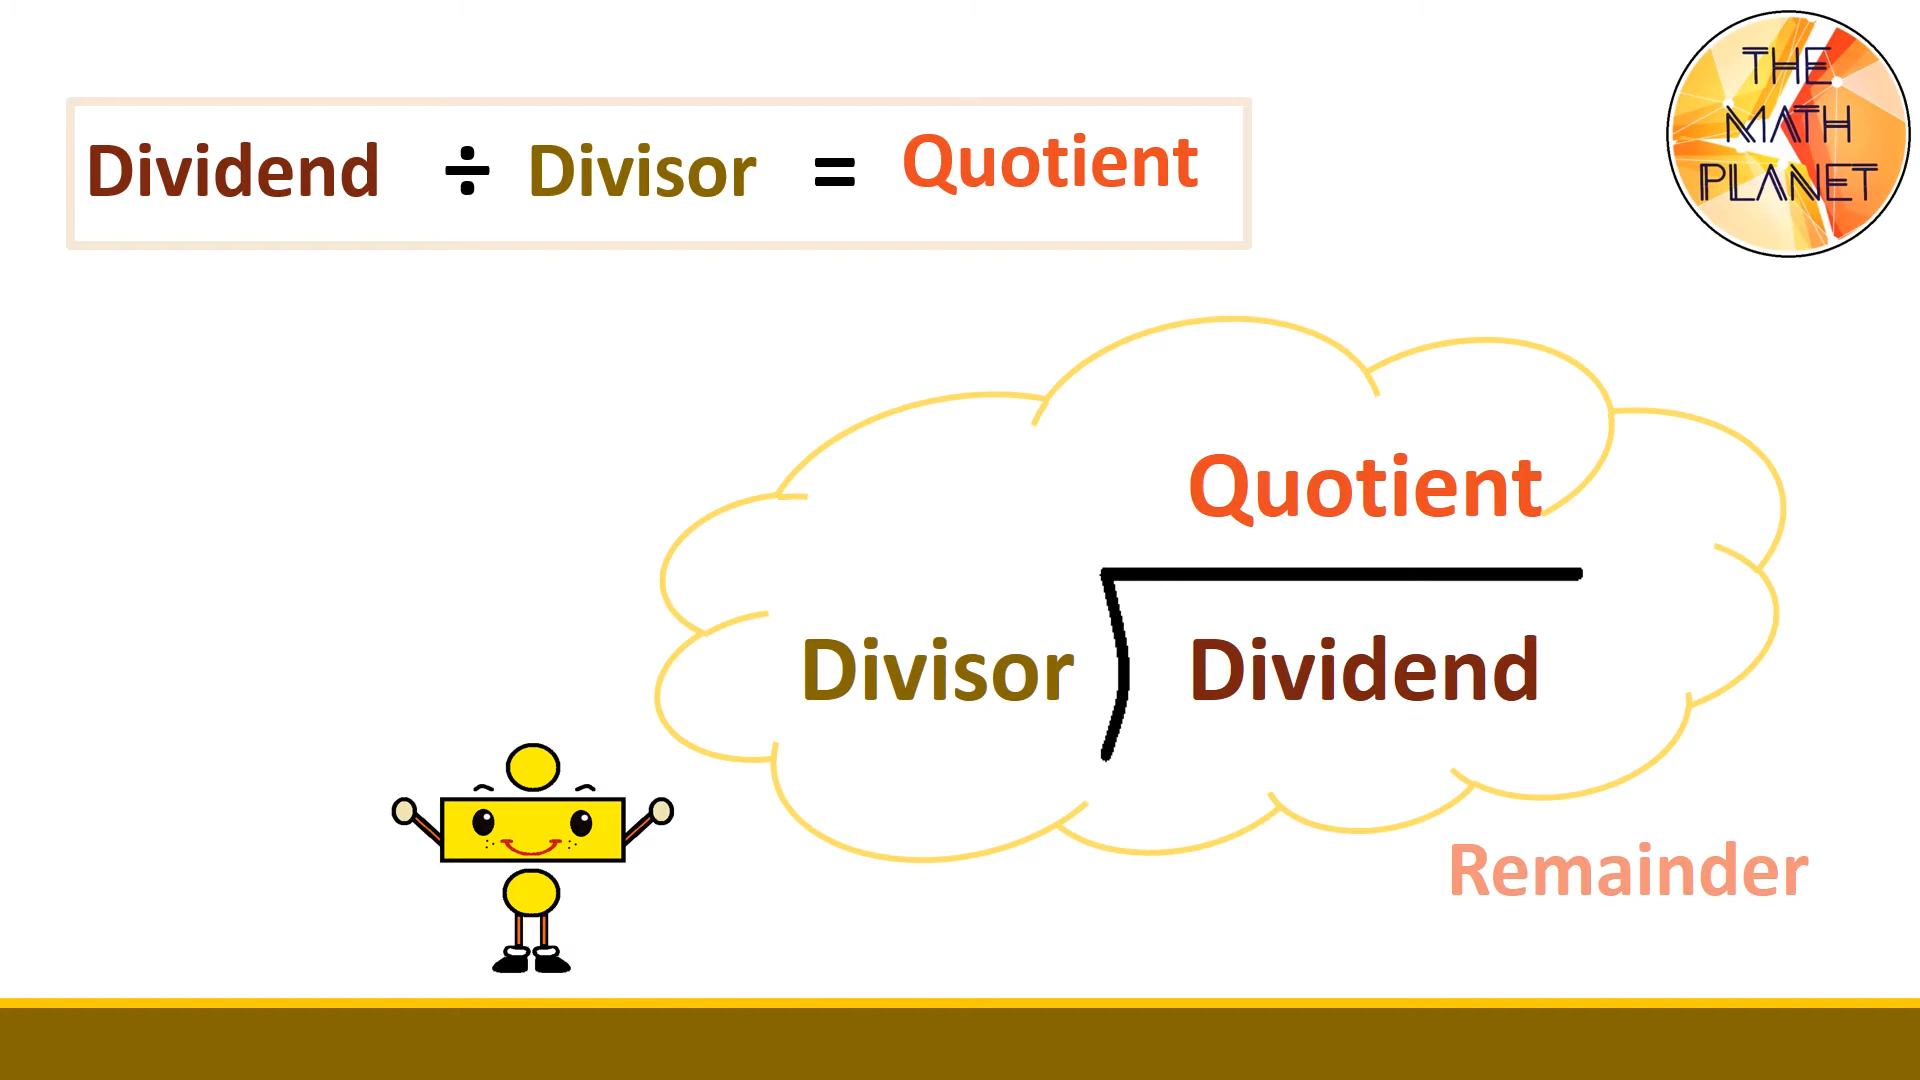 Dividend ÷ Divisor = Quotient
THE
MATH
PLANET
Quotient
Divisor Dividend
Remainder